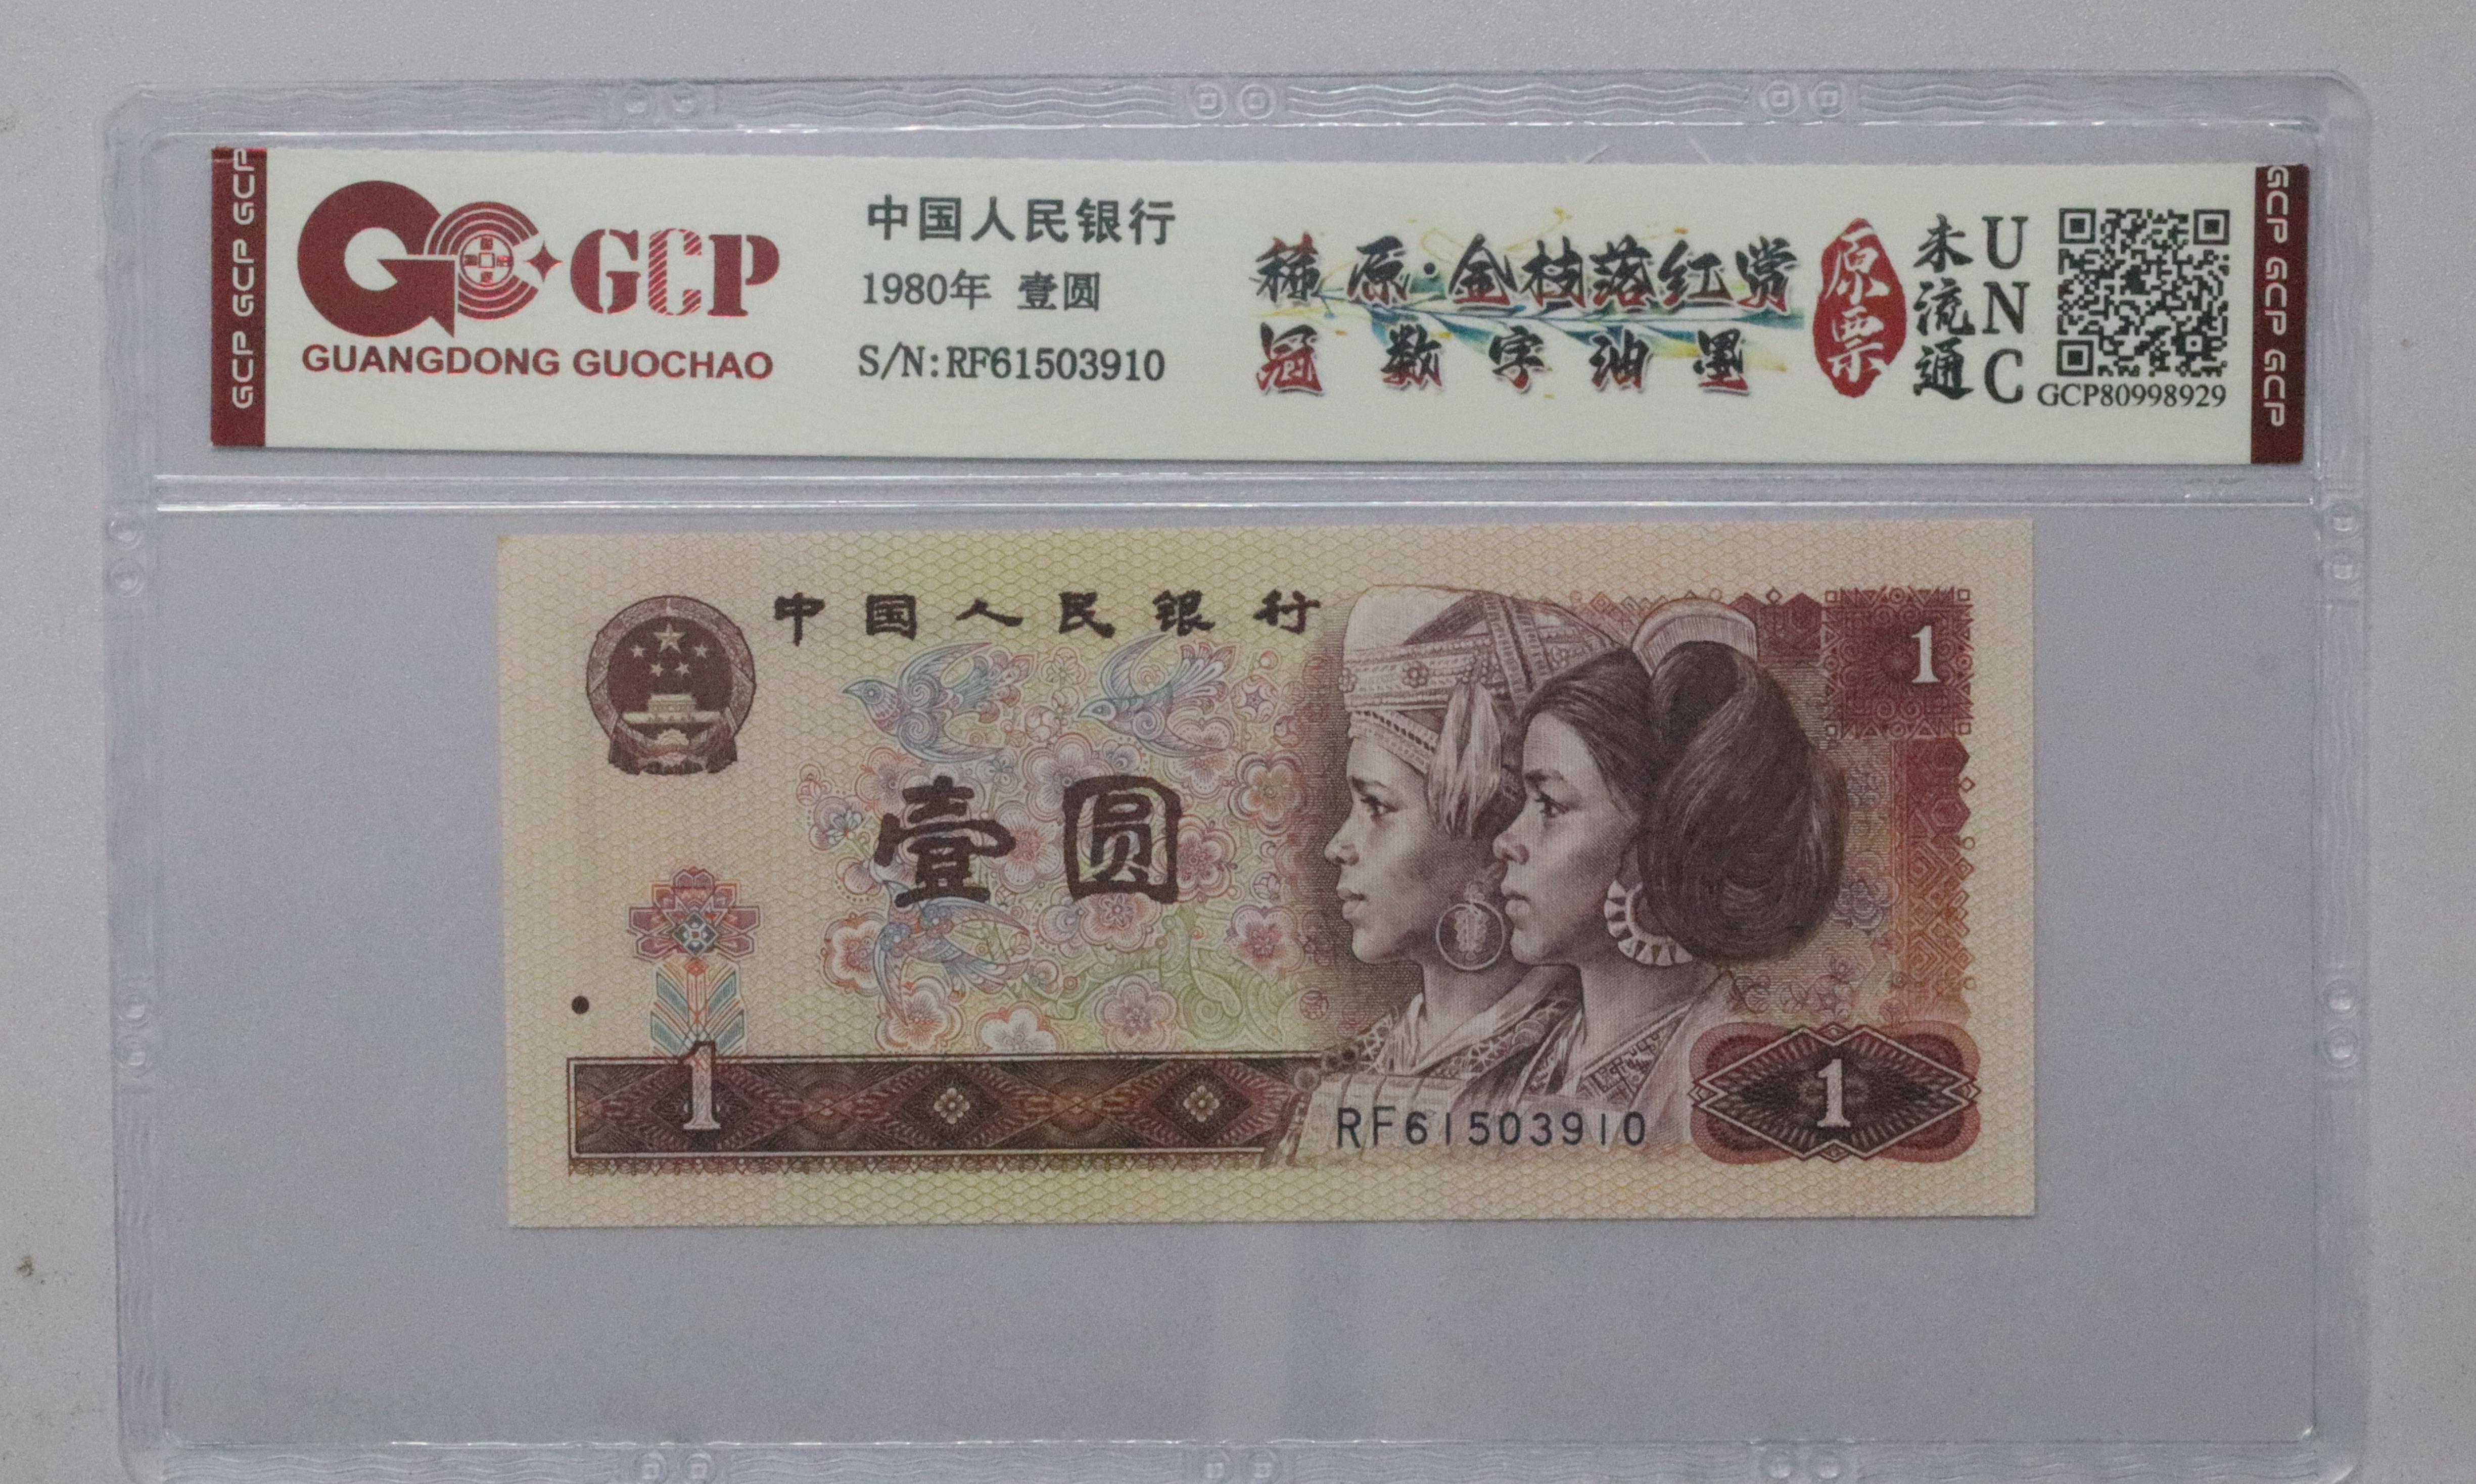 GCP GCP GCP
GCP
GUANGDONG GUOCHAO
中国人民银行
1980年 壹圆
S/N:RF61503910
稀原·金枝落红赏
冠数字油墨
原票
未流通
UNC
GCP80998929
GCP GCP GCP
中国人民银行
1
壹圆
1
RF61503910
1